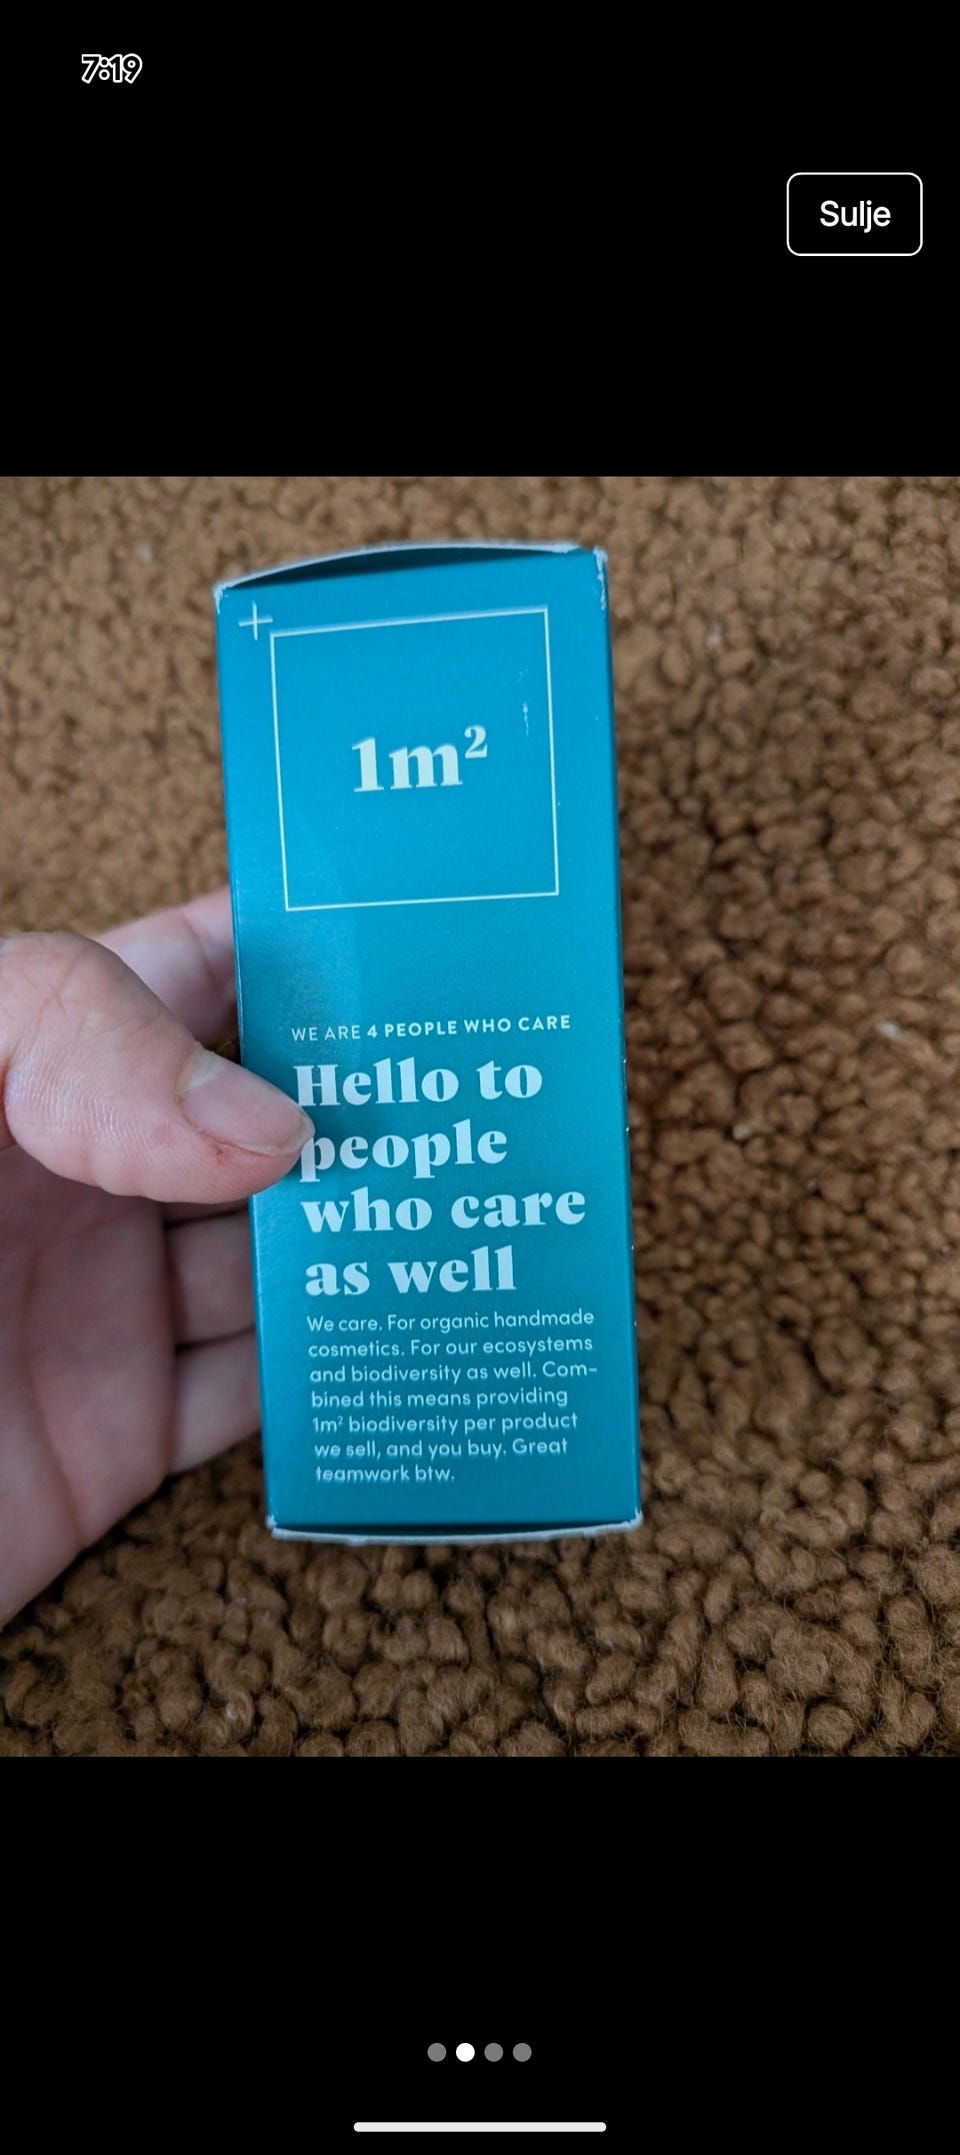 7:19
Sulje
1m²
WE ARE 4 PEOPLE WHO CARE
Hello to
people
who care
as well
We care. For organic handmade
cosmetics. For our ecosystems
and biodiversity as well. Com-
bined this means providing
1m² biodiversity per product
we sell, and you buy. Great
teamwork btw.